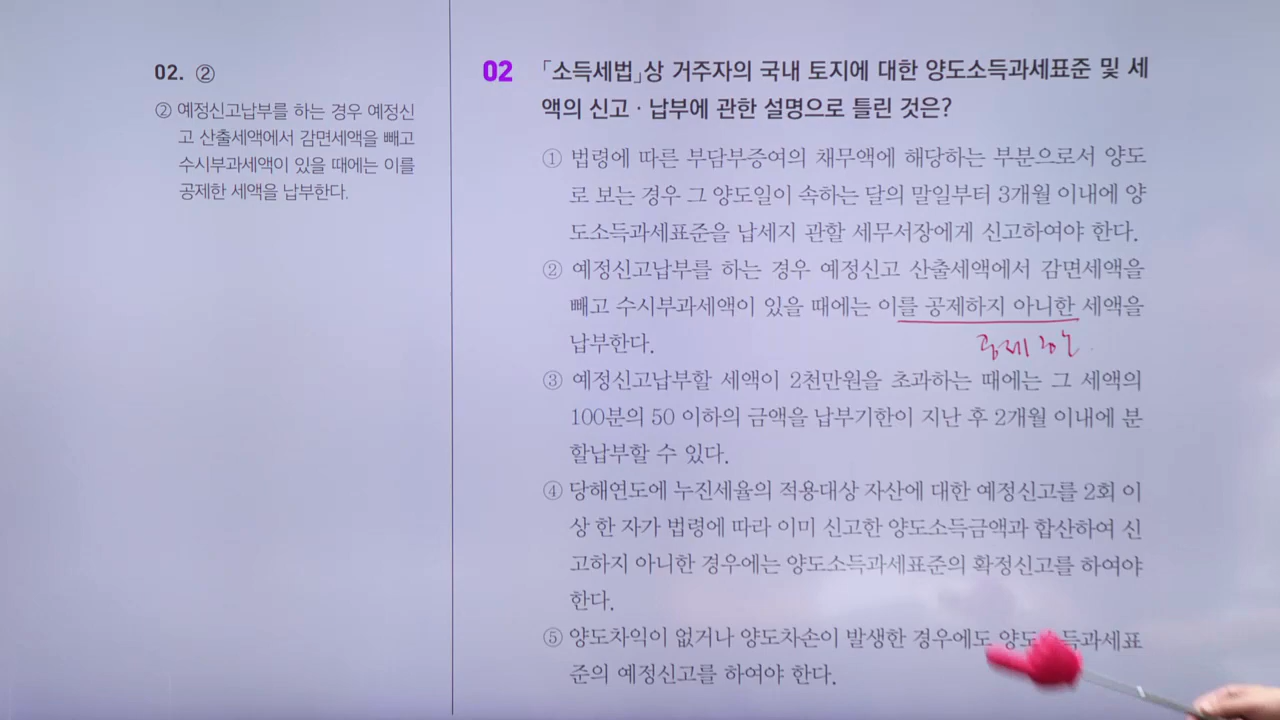 02. ②
② 예정신고납부를 하는 경우 예정신
고 산출세액에서 감면세액을 빼고
수시부과세액이 있을 때에는 이를
공제한 세액을 납부한다.
02 「소득세법」상 거주자의 국내 토지에 대한 양도소득과세표준 및 세
액의 신고·납부에 관한 설명으로 틀린 것은?
① 법령에 따른 부담부증여의 채무액에 해당하는 부분으로서 양도
로 보는 경우 그 양도일이 속하는 달의 말일부터 3개월 이내에 양
도소득과세표준을 납세지 관할 세무서장에게 신고하여야 한다.
② 예정신고납부를 하는 경우 예정신고 산출세액에서 감면세액을
빼고 수시부과세액이 있을 때에는 이를 공제하지 아니한 세액을
납부한다.
공제한
③ 예정신고납부할 세액이 2천만원을 초과하는 때에는 그 세액의
100분의 50 이하의 금액을 납부기한이 지난 후 2개월 이내에 분
할납부할 수 있다.
④ 당해연도에 누진세율의 적용대상 자산에 대한 예정신고를 2회 이
상 한 자가 법령에 따라 이미 신고한 양도소득금액과 합산하여 신
고하지 아니한 경우에는 양도소득과세표준의 확정신고를 하여야
한다.
⑤ 양도차익이 없거나 양도차손이 발생한 경우에도 양도소득과세표
준의 예정신고를 하여야 한다.